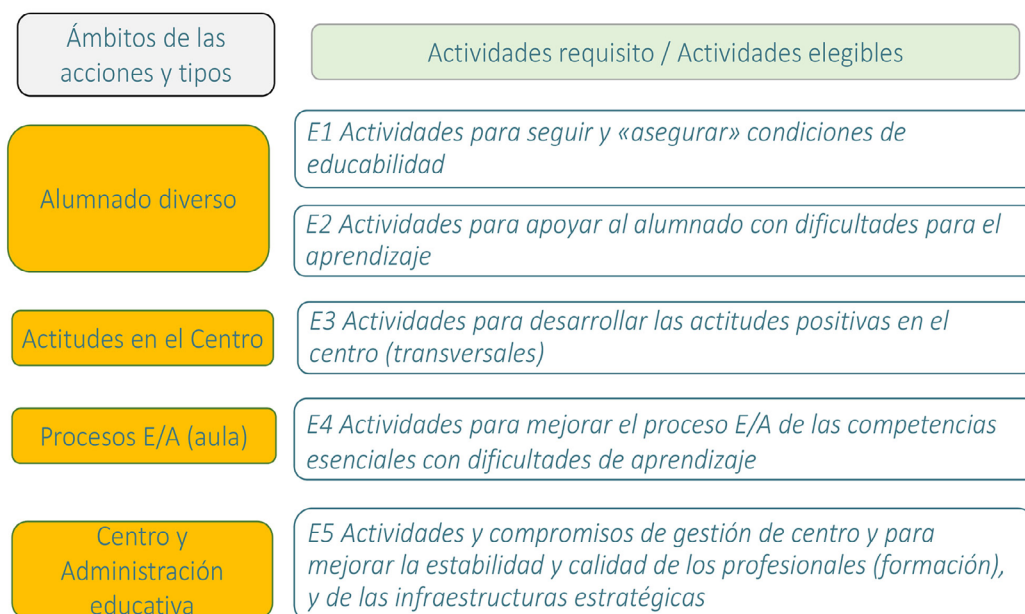 Ámbitos de las
acciones y tipos
Actividades requisito / Actividades elegibles
Alumnado diverso
E1 Actividades para seguir y «asegurar» condiciones de
educabilidad
E2 Actividades para apoyar al alumnado con dificultades para el
aprendizaje
Actitudes en el Centro
E3 Actividades para desarrollar las actitudes positivas en el
centro (transversales)
Procesos E/A (aula)
E4 Actividades para mejorar el proceso E/A de las competencias
esenciales con dificultades de aprendizaje
Centro y
Administración
educativa
E5 Actividades y compromisos de gestión de centro y para
mejorar la estabilidad y calidad de los profesionales (formación),
y de las infraestructuras estratégicas